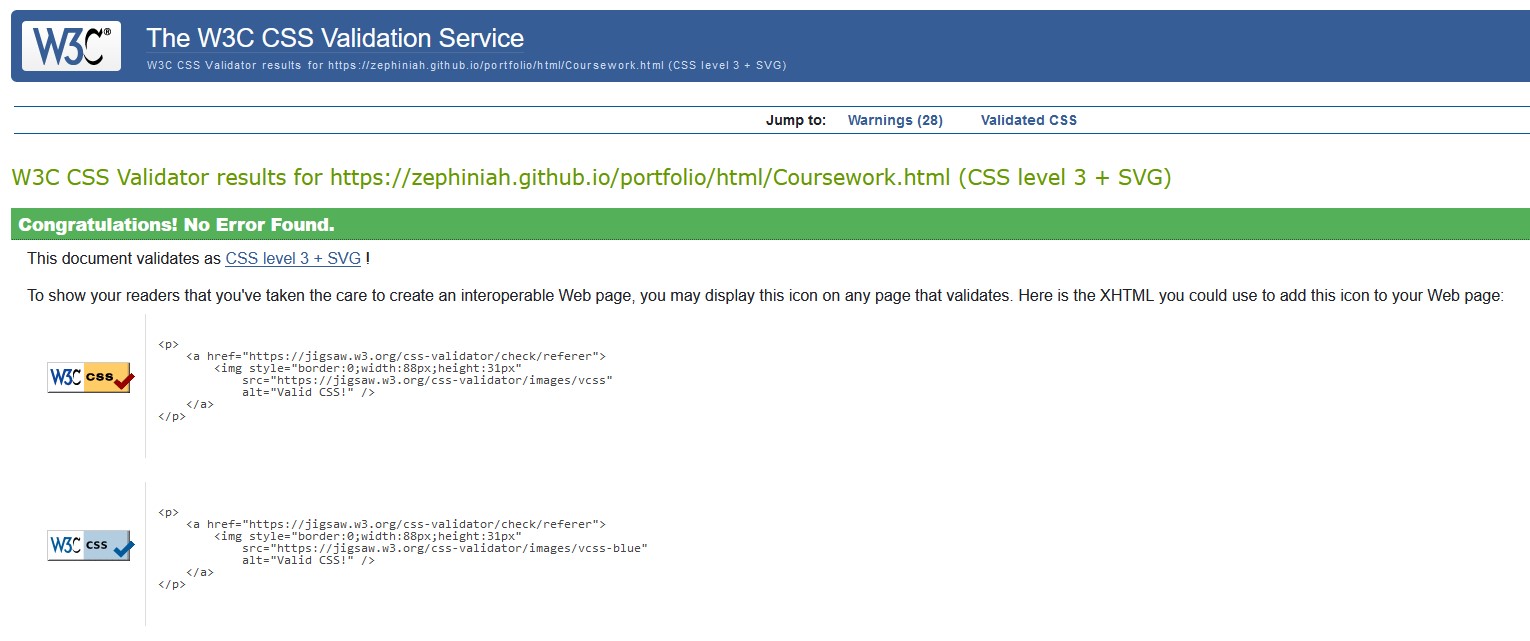 W3C®
The W3C CSS Validation Service
W3C CSS Validator results for https://zephiniah.github.io/portfolio/html/Coursework.html (CSS level 3 + SVG)
Jump to: Warnings (28) Validated CSS
W3C CSS Validator results for https://zephiniah.github.io/portfolio/html/Coursework.html (CSS level 3 + SVG)
Congratulations! No Error Found.
This document validates as CSS level 3 + SVG !
To show your readers that you've taken the care to create an interoperable Web page, you may display this icon on any page that validates. Here is the XHTML you could use to add this icon to your Web page:
W3C css
<p>
<a href="https://jigsaw.w3.org/css-validator/check/referer">
<img style="border:0;width:88px;height:31px"
src="https://jigsaw.w3.org/css-validator/images/vcss"
alt="Valid CSS!" />
</a>
</p>
W3C css
<p>
<a href="https://jigsaw.w3.org/css-validator/check/referer">
<img style="border:0;width:88px;height:31px"
src="https://jigsaw.w3.org/css-validator/images/vcss-blue"
alt="Valid CSS!" />
</a>
</p>